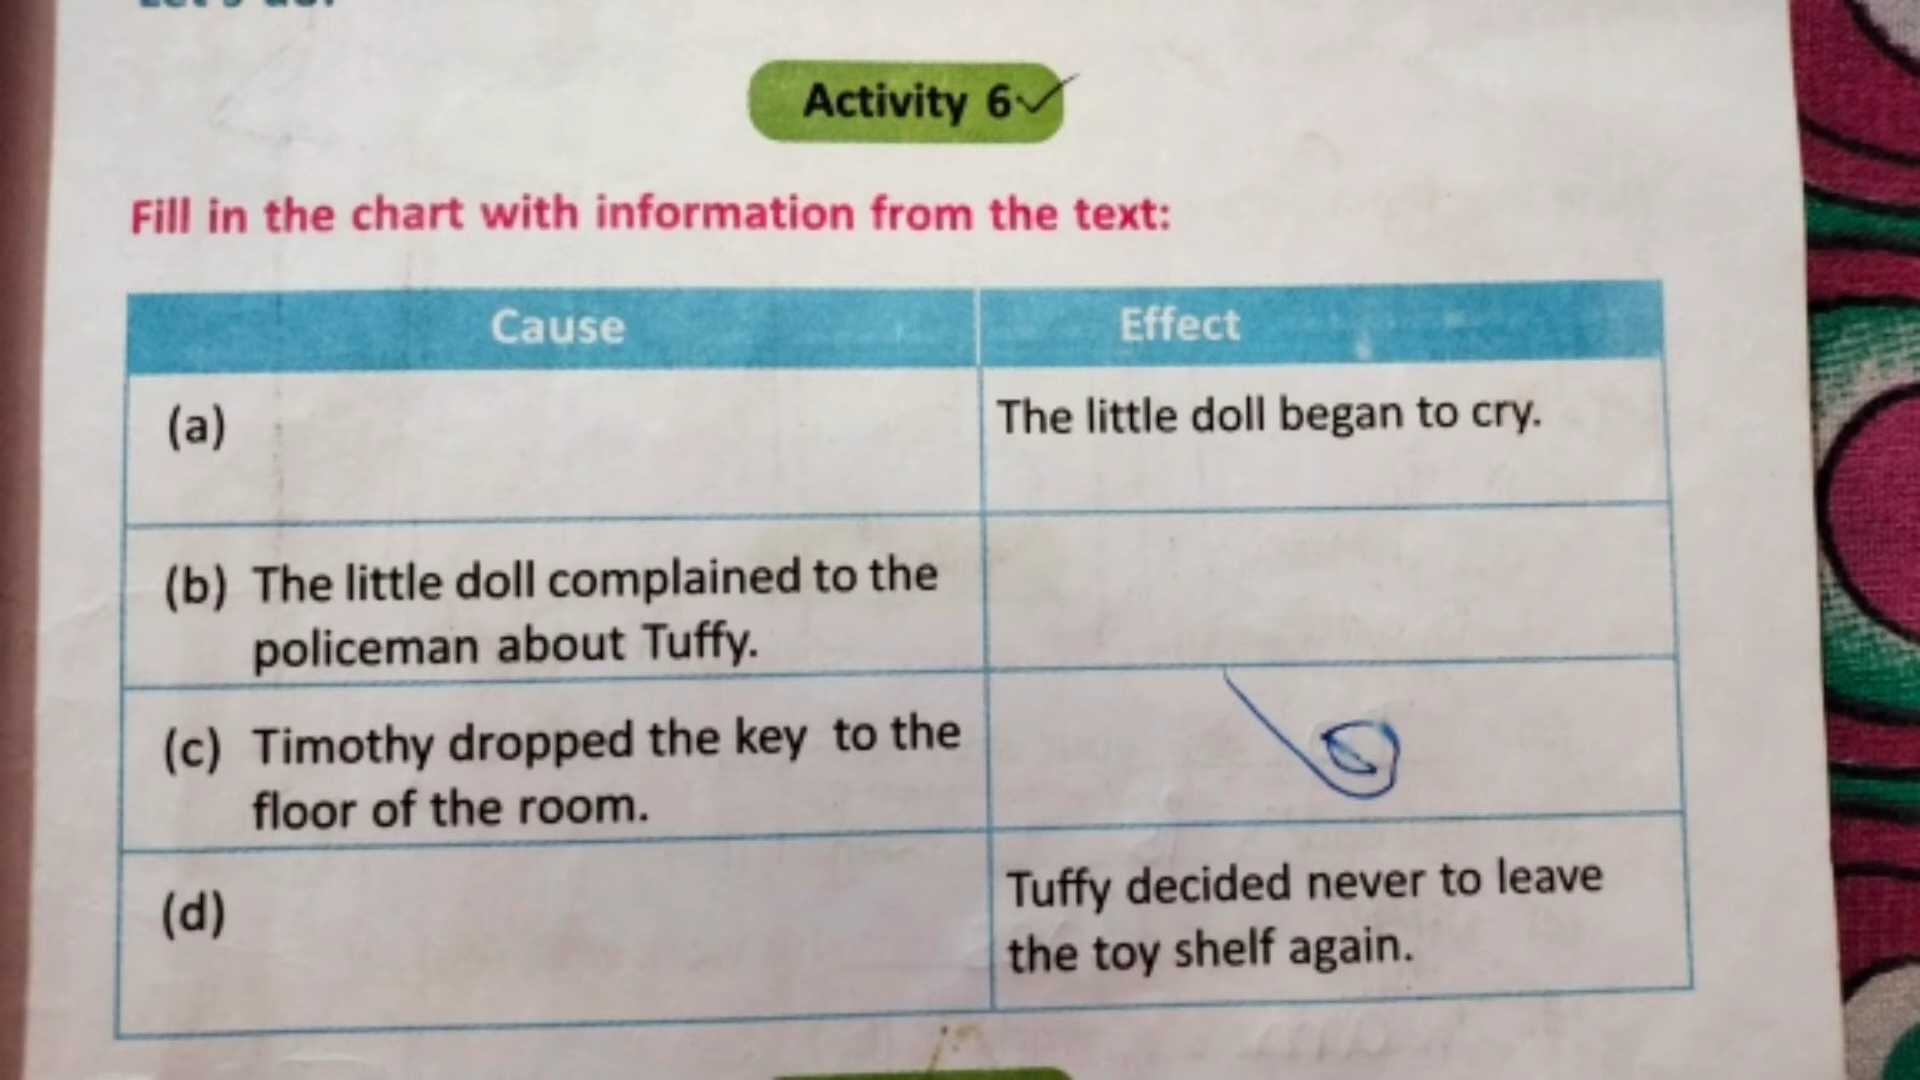 Let's do:
Activity 6
Fill in the chart with information from the text:
Cause
Effect
(a)
The little doll began to cry.
(b) The little doll complained to the
policeman about Tuffy.
(c) Timothy dropped the key to the
floor of the room.
(d)
Tuffy decided never to leave
the toy shelf again.